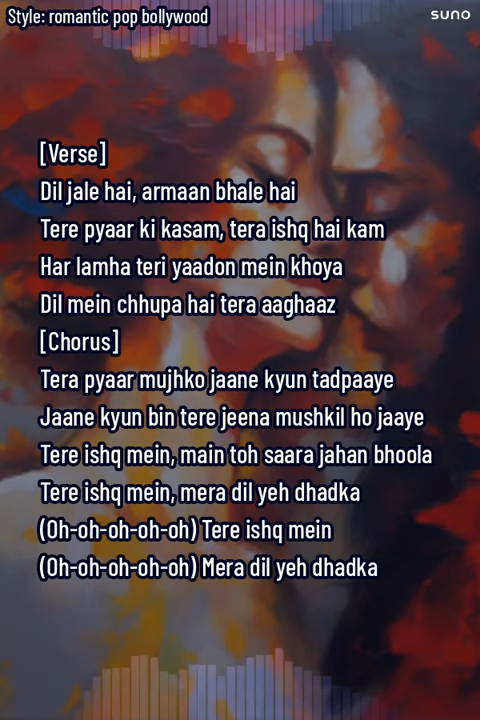 Style: romantic pop bollywood
suno
[Verse]
Dil jale hai, armaan bhale hai
Tere pyaar ki kasam, tera ishq hai kam
Har lamha teri yaadon mein khoya
Dil mein chhupa hai tera aaghaaz
[Chorus]
Tera pyaar mujhko jaane kyun tadpaaye
Jaane kyun bin tere jeena mushkil ho jaaye
Tere ishq mein, main toh saara jahan bhoola
Tere ishq mein, mera dil yeh dhadka
(Oh-oh-oh-oh-oh) Tere ishq mein
(Oh-oh-oh-oh-oh) Mera dil yeh dhadka